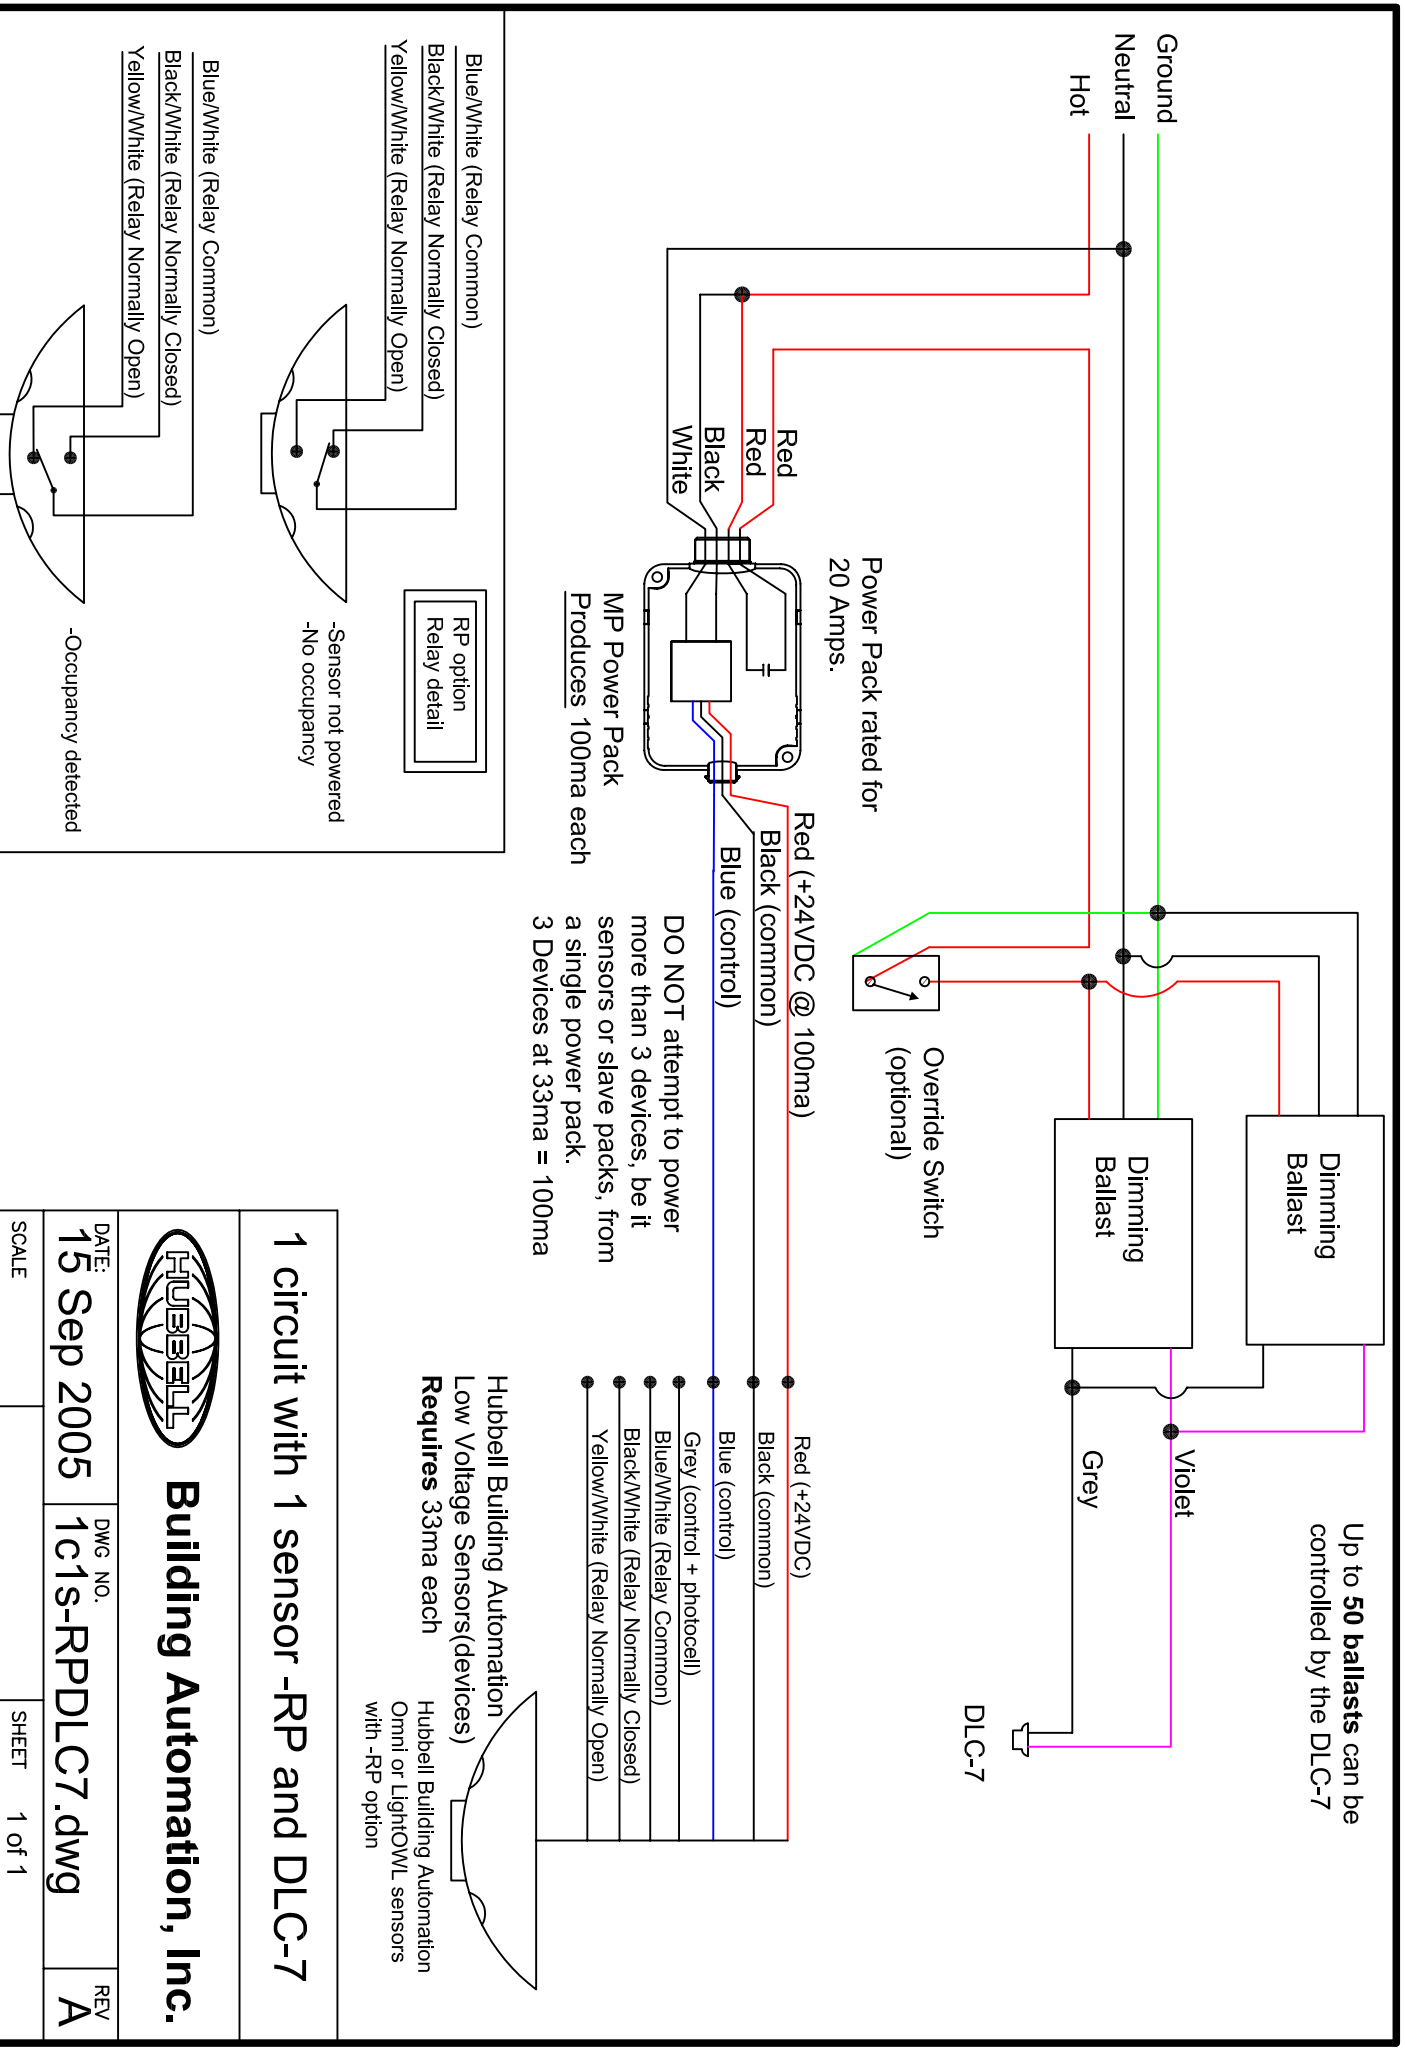 Ground
Neutral
Hot
Up to 50 ballasts can be
controlled by the DLC-7
Dimming
Ballast
Dimming
Ballast
Violet
Grey
DLC-7
Override Switch
(optional)
Power Pack rated for
20 Amps.
Red
Red
Black
White
MP Power Pack
Produces 100ma each
Red (+24VDC @ 100ma)
Black (common)
Blue (control)
DO NOT attempt to power
more than 3 devices, be it
sensors or slave packs, from
a single power pack.
3 Devices at 33ma = 100ma
Red (+24VDC)
Black (common)
Blue (control)
Grey (control + photocell)
Blue/White (Relay Common)
Black/White (Relay Normally Closed)
Yellow/White (Relay Normally Open)
Hubbell Building Automation
Low Voltage Sensors(devices)
Requires 33ma each
Hubbell Building Automation
Omni or LightOWL sensors
with -RP option
Blue/White (Relay Common)
Black/White (Relay Normally Closed)
Yellow/White (Relay Normally Open)
RP option
Relay detail
-Sensor not powered
-No occupancy
Blue/White (Relay Common)
Black/White (Relay Normally Closed)
Yellow/White (Relay Normally Open)
-Occupancy detected
1 circuit with 1 sensor -RP and DLC-7
HUBBELL
Building Automation, Inc.
DATE:
15 Sep 2005
DWG NO.
1c1s-RPDLC7.dwg
REV
A
SCALE
SHEET 1 of 1